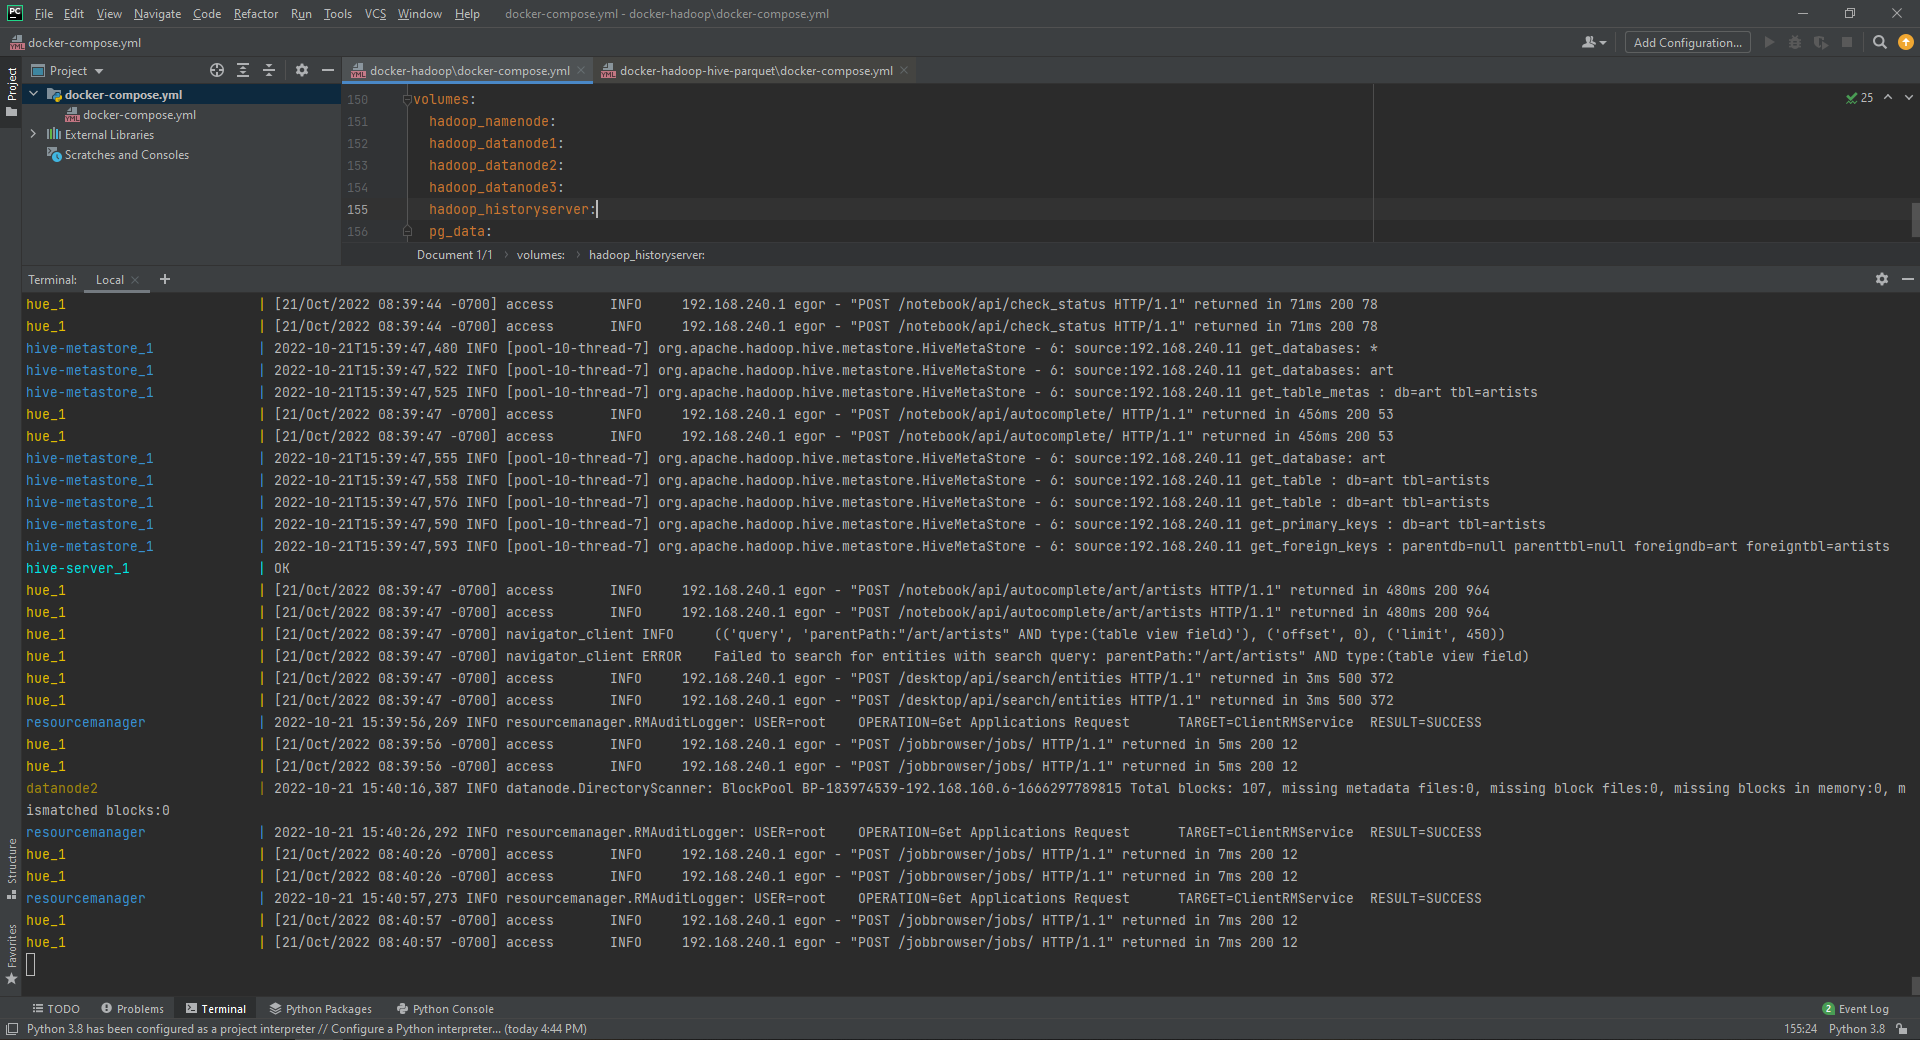 PC File Edit View Navigate Code Refactor Run Tools VCS Window Help docker-compose.yml - docker-hadoop\docker-compose.yml
docker-compose.yml Add Configuration...
Project docker-hadoop\docker-compose.yml docker-hadoop-hive-parquet\docker-compose.yml
Project
docker-compose.yml
docker-compose.yml
External Libraries
Scratches and Consoles
150 volumes:
151 hadoop_namenode:
152 hadoop_datanode1:
153 hadoop_datanode2:
154 hadoop_datanode3:
155 hadoop_historyserver:
156 pg_data:
25
Document 1/1 › volumes: › hadoop_historyserver:
Terminal: Local
hue_1 | [21/Oct/2022 08:39:44 -0700] access INFO 192.168.240.1 egor - "POST /notebook/api/check_status HTTP/1.1" returned in 71ms 200 78
hue_1 | [21/Oct/2022 08:39:44 -0700] access INFO 192.168.240.1 egor - "POST /notebook/api/check_status HTTP/1.1" returned in 71ms 200 78
hive-metastore_1 | 2022-10-21T15:39:47,480 INFO [pool-10-thread-7] org.apache.hadoop.hive.metastore.HiveMetaStore - 6: source:192.168.240.11 get_databases: *
hive-metastore_1 | 2022-10-21T15:39:47,522 INFO [pool-10-thread-7] org.apache.hadoop.hive.metastore.HiveMetaStore - 6: source:192.168.240.11 get_databases: art
hive-metastore_1 | 2022-10-21T15:39:47,525 INFO [pool-10-thread-7] org.apache.hadoop.hive.metastore.HiveMetaStore - 6: source:192.168.240.11 get_table_metas : db=art tbl=artists
hue_1 | [21/Oct/2022 08:39:47 -0700] access INFO 192.168.240.1 egor - "POST /notebook/api/autocomplete/ HTTP/1.1" returned in 456ms 200 53
hue_1 | [21/Oct/2022 08:39:47 -0700] access INFO 192.168.240.1 egor - "POST /notebook/api/autocomplete/ HTTP/1.1" returned in 456ms 200 53
hive-metastore_1 | 2022-10-21T15:39:47,555 INFO [pool-10-thread-7] org.apache.hadoop.hive.metastore.HiveMetaStore - 6: source:192.168.240.11 get_database: art
hive-metastore_1 | 2022-10-21T15:39:47,558 INFO [pool-10-thread-7] org.apache.hadoop.hive.metastore.HiveMetaStore - 6: source:192.168.240.11 get_table : db=art tbl=artists
hive-metastore_1 | 2022-10-21T15:39:47,576 INFO [pool-10-thread-7] org.apache.hadoop.hive.metastore.HiveMetaStore - 6: source:192.168.240.11 get_table : db=art tbl=artists
hive-metastore_1 | 2022-10-21T15:39:47,590 INFO [pool-10-thread-7] org.apache.hadoop.hive.metastore.HiveMetaStore - 6: source:192.168.240.11 get_primary_keys : db=art tbl=artists
hive-metastore_1 | 2022-10-21T15:39:47,593 INFO [pool-10-thread-7] org.apache.hadoop.hive.metastore.HiveMetaStore - 6: source:192.168.240.11 get_foreign_keys : parentdb=null parenttbl=null foreigndb=art foreigntbl=artists
hive-server_1 | OK
hue_1 | [21/Oct/2022 08:39:47 -0700] access INFO 192.168.240.1 egor - "POST /notebook/api/autocomplete/art/artists HTTP/1.1" returned in 480ms 200 964
hue_1 | [21/Oct/2022 08:39:47 -0700] access INFO 192.168.240.1 egor - "POST /notebook/api/autocomplete/art/artists HTTP/1.1" returned in 480ms 200 964
hue_1 | [21/Oct/2022 08:39:47 -0700] navigator_client INFO (('query', 'parentPath:"/art/artists" AND type:(table view field)'), ('offset', 0), ('limit', 450))
hue_1 | [21/Oct/2022 08:39:47 -0700] navigator_client ERROR Failed to search for entities with search query: parentPath:"/art/artists" AND type:(table view field)
hue_1 | [21/Oct/2022 08:39:47 -0700] access INFO 192.168.240.1 egor - "POST /desktop/api/search/entities HTTP/1.1" returned in 3ms 500 372
hue_1 | [21/Oct/2022 08:39:47 -0700] access INFO 192.168.240.1 egor - "POST /desktop/api/search/entities HTTP/1.1" returned in 3ms 500 372
resourcemanager | 2022-10-21 15:39:56,269 INFO resourcemanager.RMAuditLogger: USER=root OPERATION=Get Applications Request TARGET=ClientRMService RESULT=SUCCESS
hue_1 | [21/Oct/2022 08:39:56 -0700] access INFO 192.168.240.1 egor - "POST /jobbrowser/jobs/ HTTP/1.1" returned in 5ms 200 12
hue_1 | [21/Oct/2022 08:39:56 -0700] access INFO 192.168.240.1 egor - "POST /jobbrowser/jobs/ HTTP/1.1" returned in 5ms 200 12
datanode2 | 2022-10-21 15:40:16,387 INFO datanode.DirectoryScanner: BlockPool BP-183974539-192.168.160.6-1666297789815 Total blocks: 107, missing metadata files:0, missing block files:0, missing blocks in memory:0, m
ismatched blocks:0
resourcemanager | 2022-10-21 15:40:26,292 INFO resourcemanager.RMAuditLogger: USER=root OPERATION=Get Applications Request TARGET=ClientRMService RESULT=SUCCESS
hue_1 | [21/Oct/2022 08:40:26 -0700] access INFO 192.168.240.1 egor - "POST /jobbrowser/jobs/ HTTP/1.1" returned in 7ms 200 12
hue_1 | [21/Oct/2022 08:40:26 -0700] access INFO 192.168.240.1 egor - "POST /jobbrowser/jobs/ HTTP/1.1" returned in 7ms 200 12
resourcemanager | 2022-10-21 15:40:57,273 INFO resourcemanager.RMAuditLogger: USER=root OPERATION=Get Applications Request TARGET=ClientRMService RESULT=SUCCESS
hue_1 | [21/Oct/2022 08:40:57 -0700] access INFO 192.168.240.1 egor - "POST /jobbrowser/jobs/ HTTP/1.1" returned in 7ms 200 12
hue_1 | [21/Oct/2022 08:40:57 -0700] access INFO 192.168.240.1 egor - "POST /jobbrowser/jobs/ HTTP/1.1" returned in 7ms 200 12
Structure
Favorites
TODO Problems Terminal Python Packages Python Console 2 Event Log
Python 3.8 has been configured as a project interpreter // Configure a Python interpreter... (today 4:44 PM) 155:24 Python 3.8